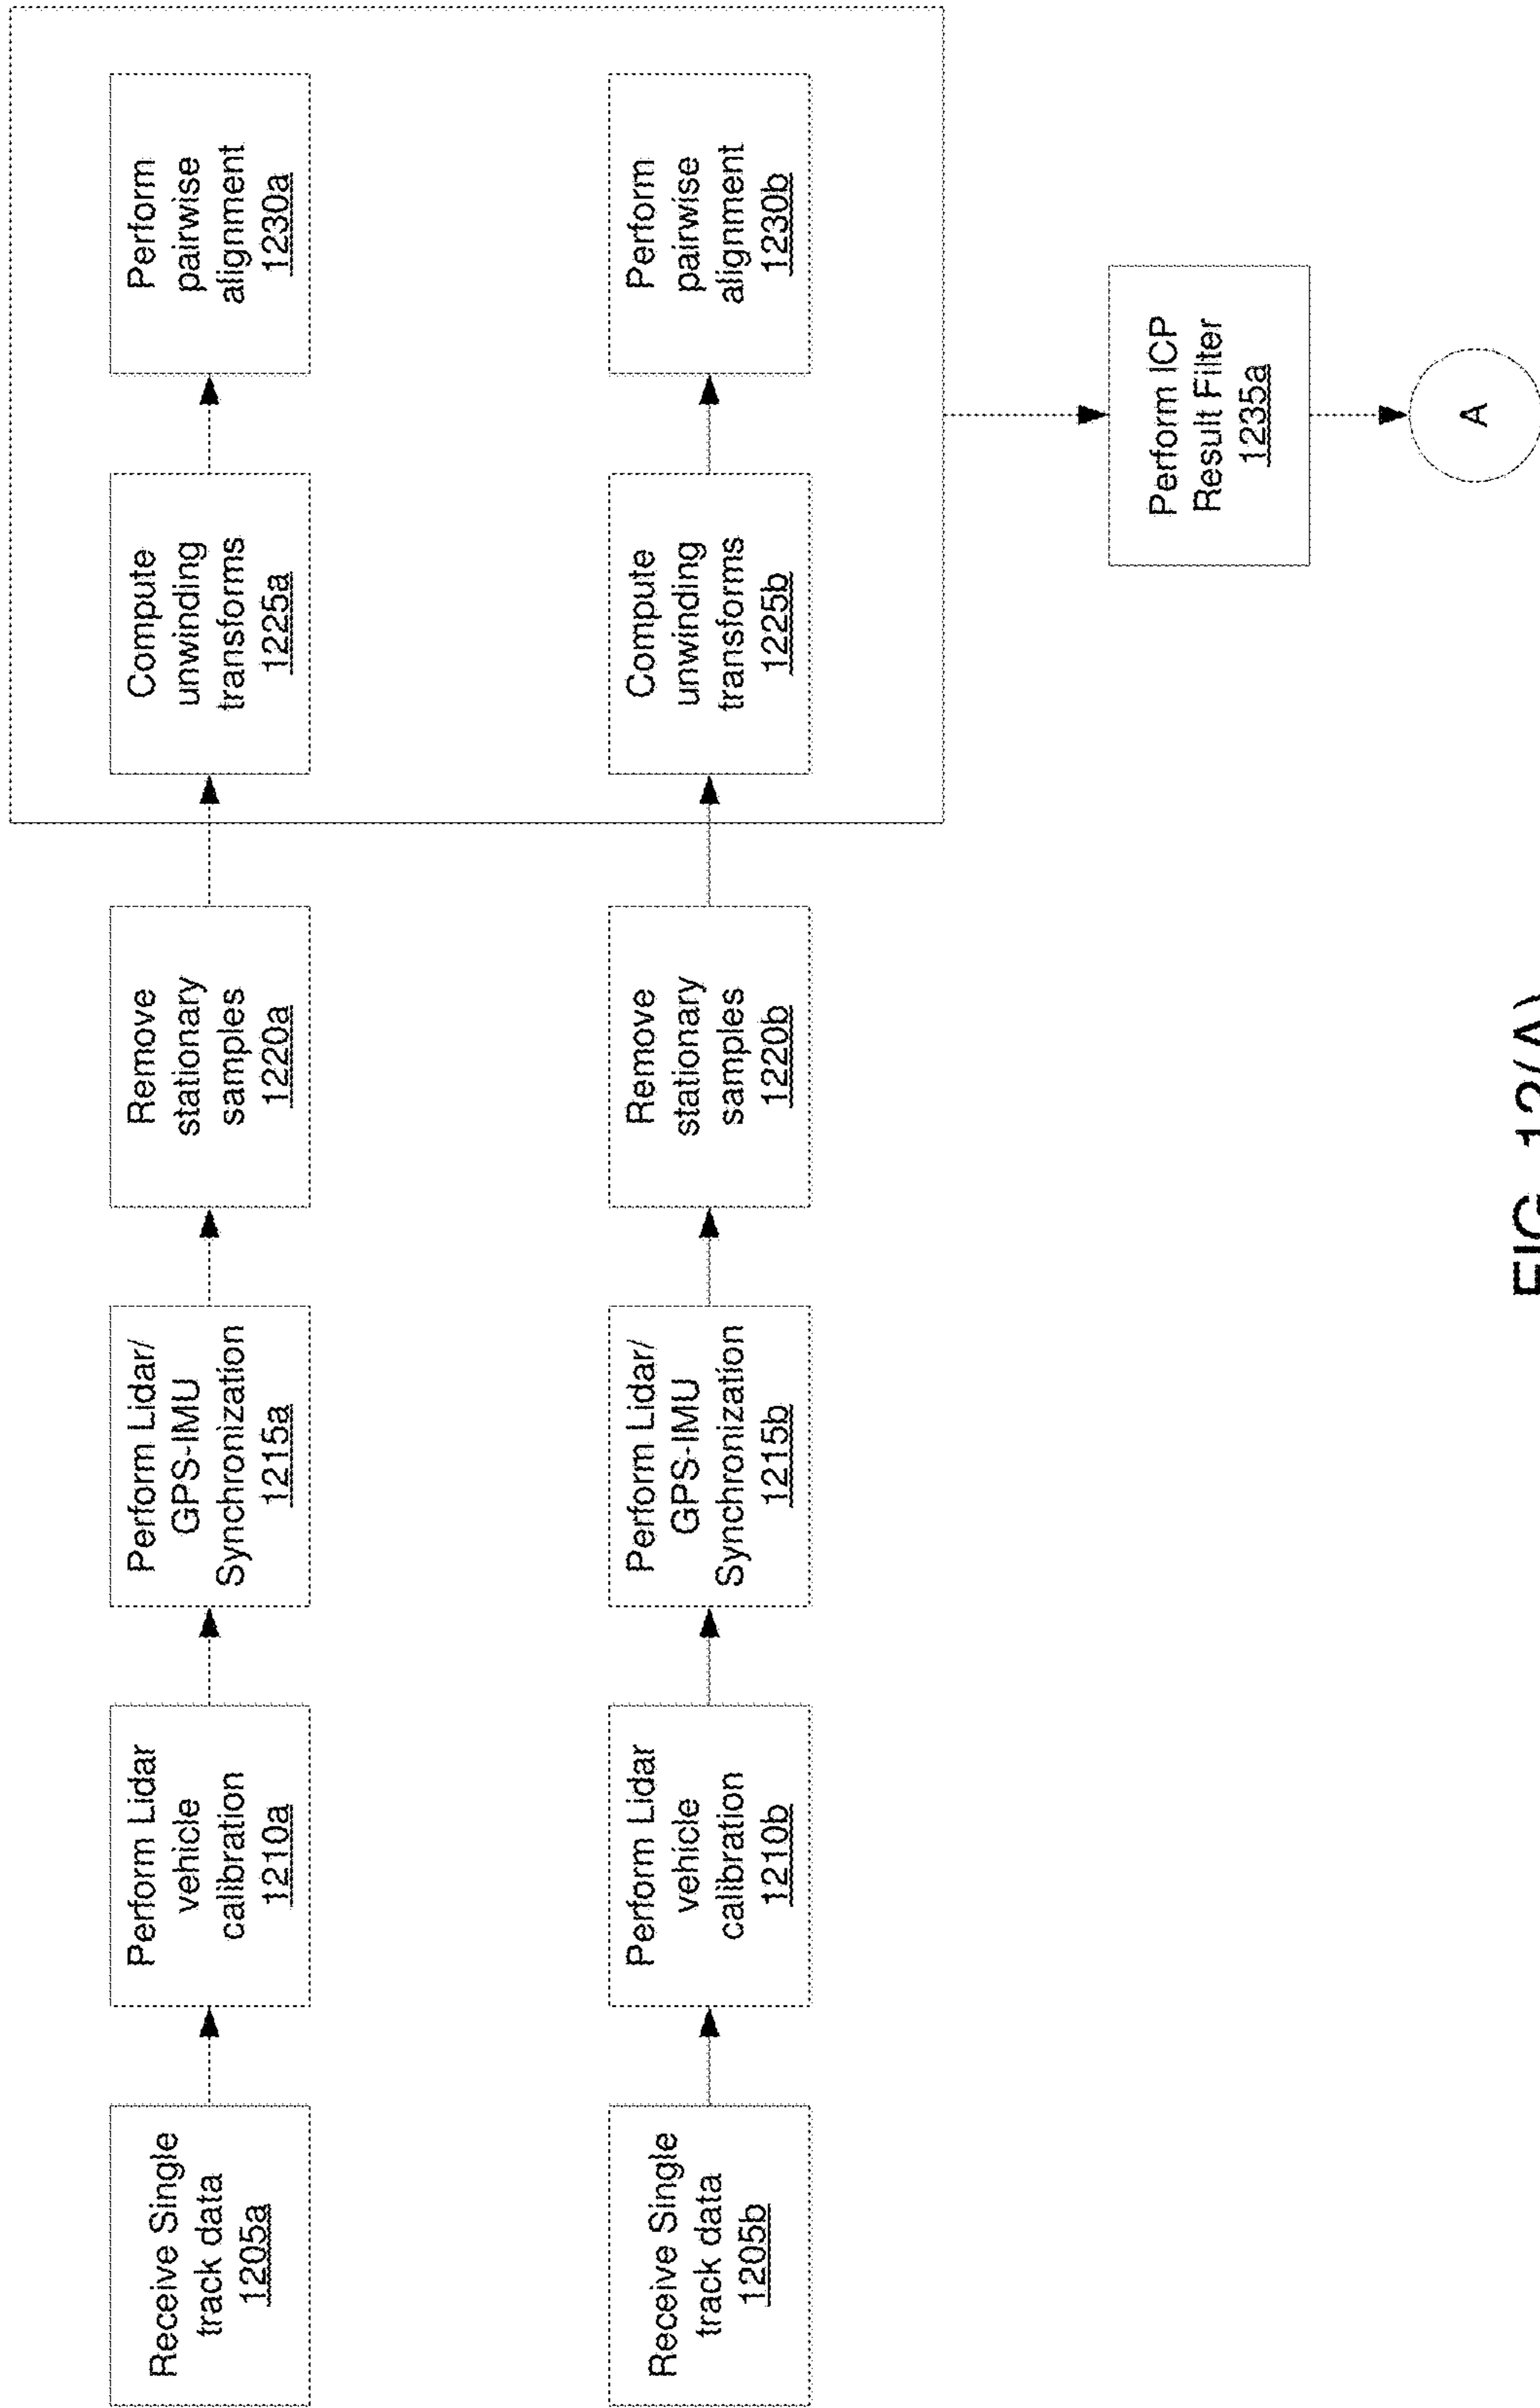 Receive Single
track data
1205a
Perform Lidar
vehicle
calibration
1210a
Perform Lidar/
GPS-IMU
Synchronization
1215a
Remove
stationary
samples
1220a
Compute
unwinding
transforms
1225a
Perform
pairwise
alignment
1230a
Receive Single
track data
1205b
Perform Lidar
vehicle
calibration
1210b
Perform Lidar/
GPS-IMU
Synchronization
1215b
Remove
stationary
samples
1220b
Compute
unwinding
transforms
1225b
Perform
pairwise
alignment
1230b
Perform ICP
Result Filter
1235a
A
FIG. 12(A)